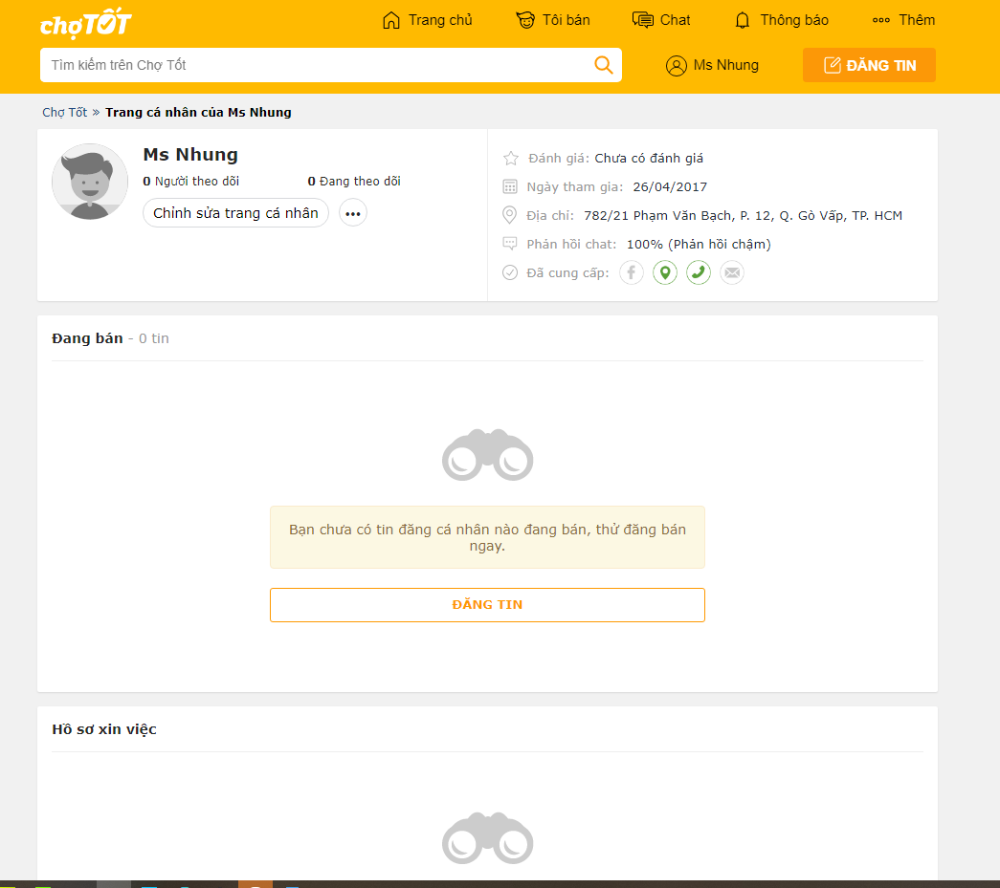 chợTỐT
Trang chủ
Tôi bán
Chat
Thông báo
Thêm
Tìm kiếm trên Chợ Tốt
Ms Nhung
ĐĂNG TIN
Chợ Tốt » Trang cá nhân của Ms Nhung
Ms Nhung
0 Người theo dõi
0 Đang theo dõi
Chỉnh sửa trang cá nhân
Đánh giá: Chưa có đánh giá
Ngày tham gia: 26/04/2017
Địa chỉ: 782/21 Phạm Văn Bạch, P. 12, Q. Gò Vấp, TP. HCM
Phản hồi chat: 100% (Phản hồi chậm)
Đã cung cấp:
Đang bán - 0 tin
Bạn chưa có tin đăng cá nhân nào đang bán, thử đăng bán
ngay.
ĐĂNG TIN
Hồ sơ xin việc